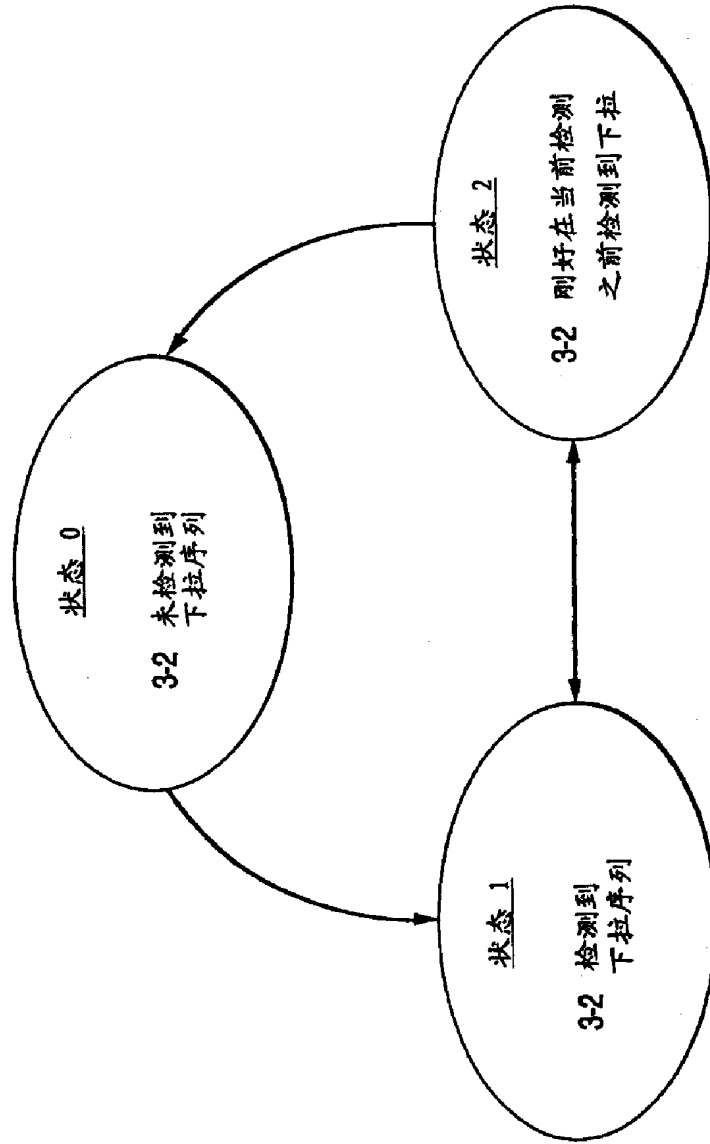 状态 0
3-2 未检测到
下拉序列
状态 1
3-2 检测到
下拉序列
状态 2
3-2 刚好在当前检测
之前检测到下拉